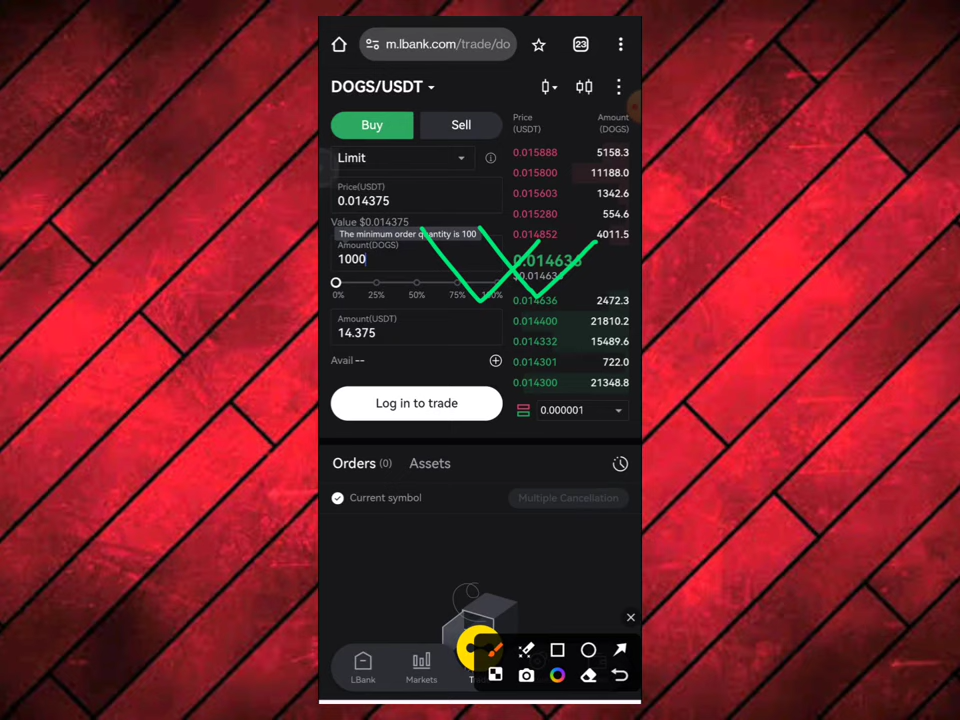 m.lbank.com/trade/do
23
DOGS/USDT
Buy
Sell
Limit
Price(USDT)
0.014375
Value $0.014375
The minimum order quantity is 100
Amount(DOGS)
1000
0% 25% 50% 75% 100%
Amount(USDT)
14.375
Avail --
Log in to trade
Price
(USDT)
Amount
(DOGS)
0.015888 5158.3
0.015800 11188.0
0.015603 1342.6
0.015280 554.6
0.014852 4011.5
0.014636
$0.014636
0.014636 2472.3
0.014400 21810.2
0.014332 15489.6
0.014301 722.0
0.014300 21348.8
0.000001
Orders (0) Assets
Current symbol
Multiple Cancellation
LBank
Markets